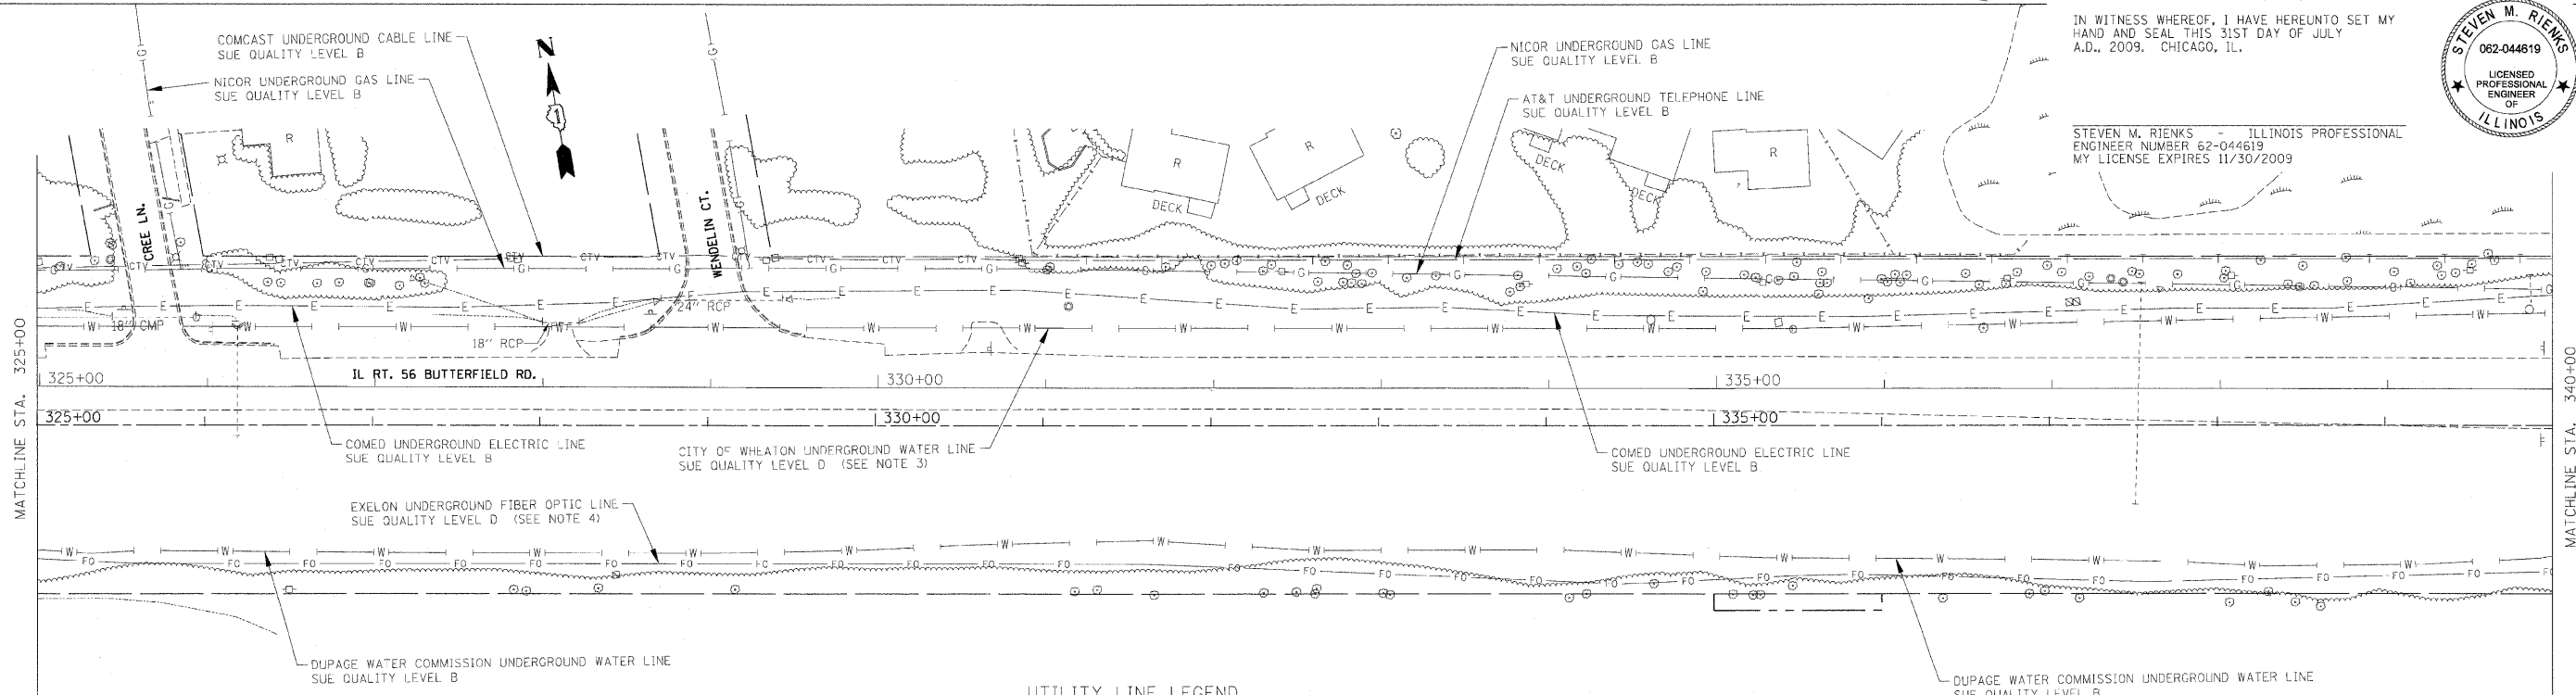 COMCAST UNDERGROUND CABLE LINE
SUE QUALITY LEVEL B
NICOR UNDERGROUND GAS LINE
SUE QUALITY LEVEL B
N
1
NICOR UNDERGROUND GAS LINE
SUE QUALITY LEVEL B
AT&T UNDERGROUND TELEPHONE LINE
SUE QUALITY LEVEL B
IN WITNESS WHEREOF, I HAVE HEREUNTO SET MY
HAND AND SEAL THIS 31ST DAY OF JULY
A.D., 2009. CHICAGO, IL.
STEVEN M. RIENKS
062-044619
LICENSED
PROFESSIONAL
ENGINEER
OF
ILLINOIS
STEVEN M. RIENKS - ILLINOIS PROFESSIONAL
ENGINEER NUMBER 62-044619
MY LICENSE EXPIRES 11/30/2009
R
R
R
R
DECK
DECK
DECK
DECK
CREE LN.
WENDELIN CT.
18" CMP
24" RCP
18" RCP
IL RT. 56 BUTTERFIELD RD.
MATCHLINE STA. 325+00
325+00
330+00
335+00
325+00
330+00
335+00
MATCHLINE STA. 340+00
COMED UNDERGROUND ELECTRIC LINE
SUE QUALITY LEVEL B
CITY OF WHEATON UNDERGROUND WATER LINE
SUE QUALITY LEVEL D (SEE NOTE 3)
COMED UNDERGROUND ELECTRIC LINE
SUE QUALITY LEVEL B
EXELON UNDERGROUND FIBER OPTIC LINE
SUE QUALITY LEVEL D (SEE NOTE 4)
DUPAGE WATER COMMISSION UNDERGROUND WATER LINE
SUE QUALITY LEVEL B
DUPAGE WATER COMMISSION UNDERGROUND WATER LINE
SUE QUALITY LEVEL B
UTILITY LINE LEGEND